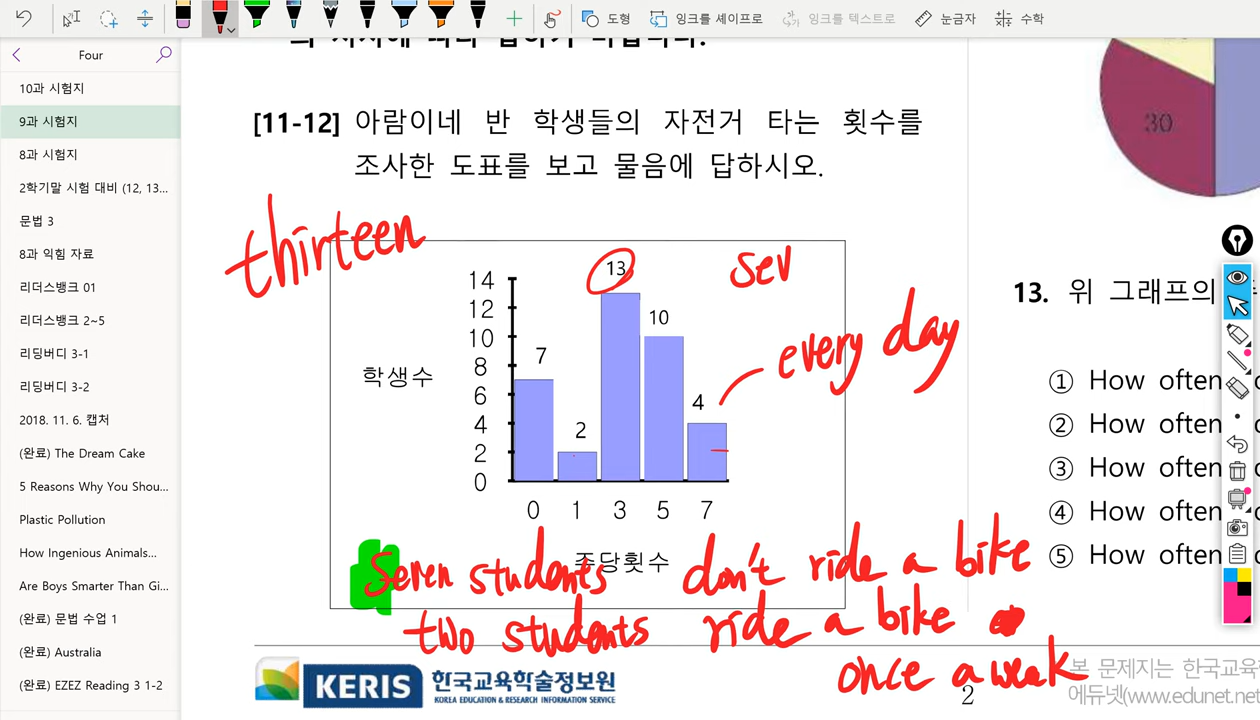 도형
잉크를 셰이프로
잉크를 텍스트로
눈금자
수학
Four
10과 시험지
9과 시험지
8과 시험지
2학기말 시험 대비 (12, 13...
문법 3
8과 익힘 자료
리더스뱅크 01
리더스뱅크 2~5
리딩버디 3-1
리딩버디 3-2
2018. 11. 6. 캡처
(완료) The Dream Cake
5 Reasons Why You Shou...
Plastic Pollution
How Ingenious Animals...
Are Boys Smarter Than Gi...
(완료) 문법 수업 1
(완료) Australia
(완료) EZEZ Reading 3 1-2
[11-12] 아람이네 반 학생들의 자전거 타는 횟수를
조사한 도표를 보고 물음에 답하시오.
thirteen
sev
every day
14
12
10
8
6
4
2
0
학생수
7
2
13
10
4
0 1 3 5 7
주당횟수
Seven students don't ride a bike
two students ride a bike
once a weak
KERIS 한국교육학술정보원
KOREA EDUCATION & RESEARCH INFORMATION SERVICE
2
30
13. 위 그래프의
① How often
② How often
③ How often
④ How often
⑤ How often
본 문제지는 한국교육
에듀넷(www.edunet.net